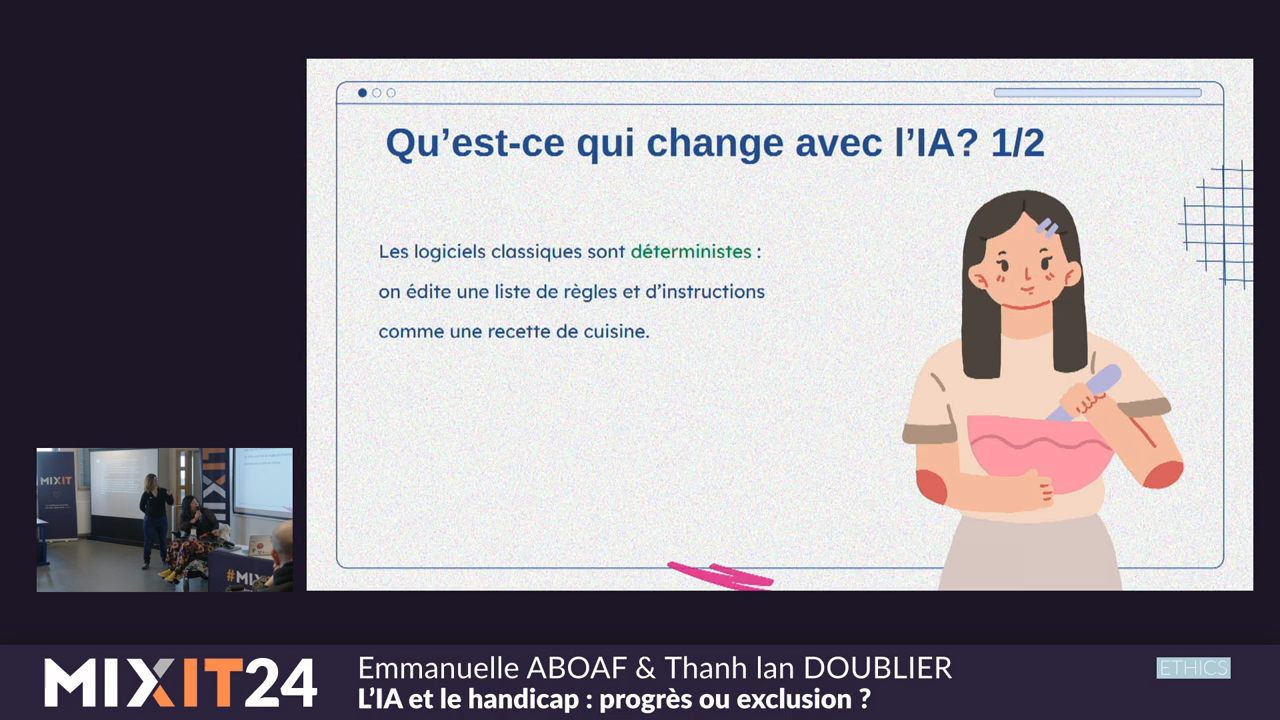 Qu’est-ce qui change avec l’IA? 1/2
Les logiciels classiques sont déterministes :
on édite une liste de règles et d’instructions
comme une recette de cuisine.
MIXIT
#MIX
MIXIT24
Emmanuelle ABOAF & Thanh lan DOUBLIER
L’IA et le handicap : progrès ou exclusion ?
ETHICS